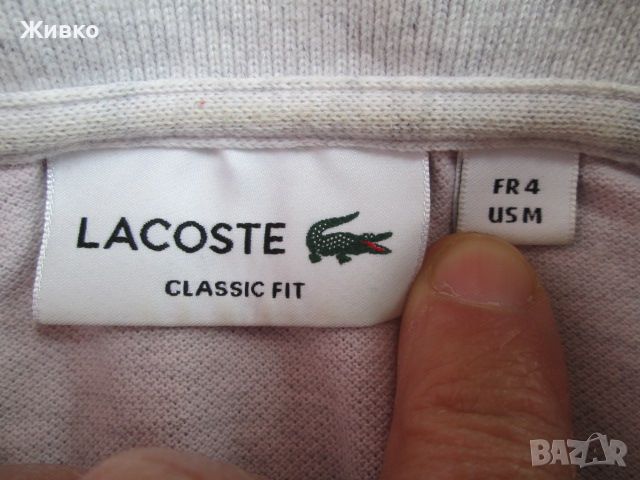 Живко
LACOSTE
CLASSIC FIT
FR 4
US M
BAZAR